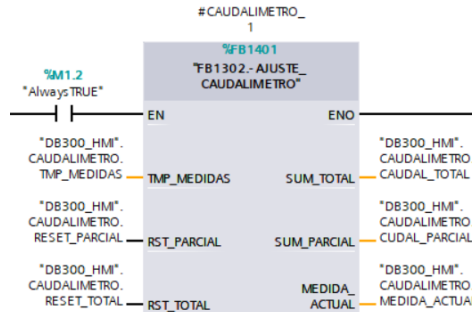 #CAUDALIMETRO_
1
%FB1401
"FB1302.- AJUSTE_
CAUDALIMETRO"
%M1.2
"AlwaysTRUE"
EN
ENO
"DB300_HMI".
CAUDALIMETRO.
TMP_MEDIDAS
TMP_MEDIDAS
SUM_TOTAL
"DB300_HMI".
CAUDALIMETRO.
CAUDAL_TOTAL
"DB300_HMI".
CAUDALIMETRO.
RESET_PARCIAL
RST_PARCIAL
SUM_PARCIAL
"DB300_HMI".
CAUDALIMETRO.
CUDAL_PARCIAL
"DB300_HMI".
CAUDALIMETRO.
RESET_TOTAL
RST_TOTAL
MEDIDA_
ACTUAL
"DB300_HMI".
CAUDALIMETRO.
MEDIDA_ACTUAL